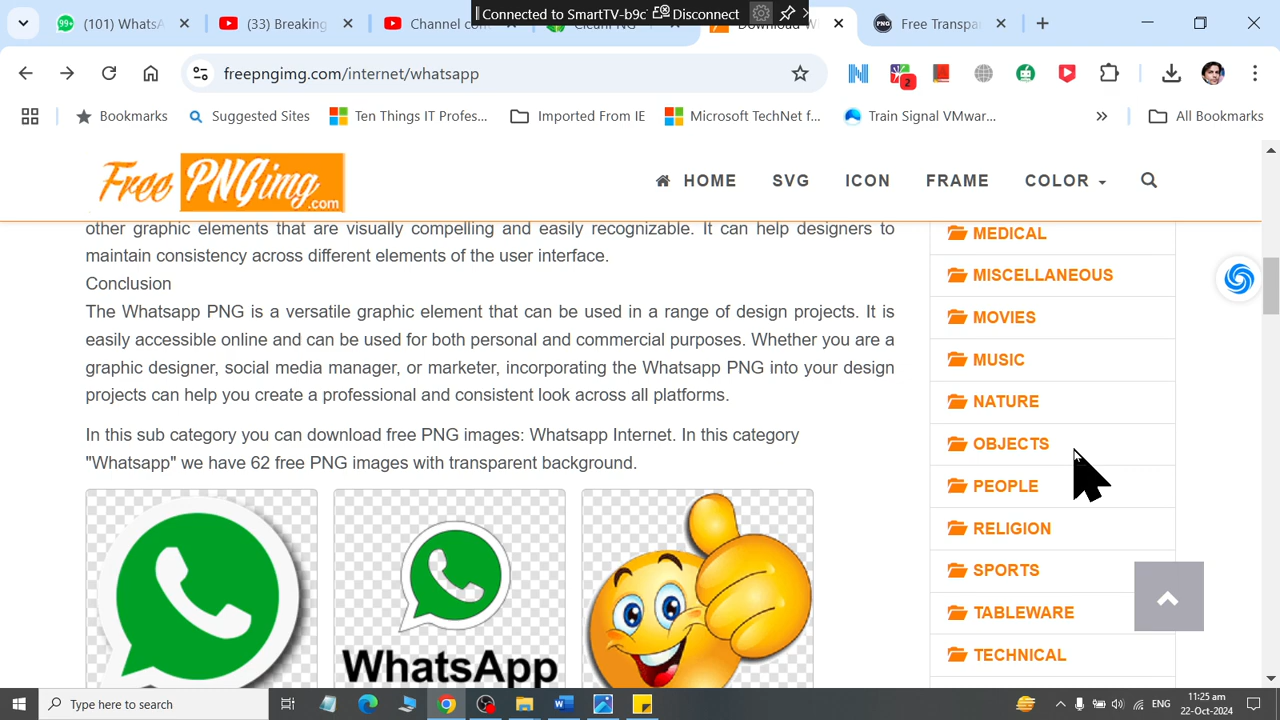 Connected to SmartTV-b9c Disconnect
(101) WhatsA
(33) Breaking
Channel con
CleanPNG
Download W
Free Transpa
freepngimg.com/internet/whatsapp
2
Bookmarks
Suggested Sites
Ten Things IT Profes...
Imported From IE
Microsoft TechNet f...
Train Signal VMwar...
»
All Bookmarks
Free PNGimg .com
HOME
SVG
ICON
FRAME
COLOR
other graphic elements that are visually compelling and easily recognizable. It can help designers to
maintain consistency across different elements of the user interface.
Conclusion
The Whatsapp PNG is a versatile graphic element that can be used in a range of design projects. It is
easily accessible online and can be used for both personal and commercial purposes. Whether you are a
graphic designer, social media manager, or marketer, incorporating the Whatsapp PNG into your design
projects can help you create a professional and consistent look across all platforms.
In this sub category you can download free PNG images: Whatsapp Internet. In this category
"Whatsapp" we have 62 free PNG images with transparent background.
WhatsApp
MEDICAL
MISCELLANEOUS
MOVIES
MUSIC
NATURE
OBJECTS
PEOPLE
RELIGION
SPORTS
TABLEWARE
TECHNICAL
Type here to search
ENG
11:25 am
22-Oct-2024